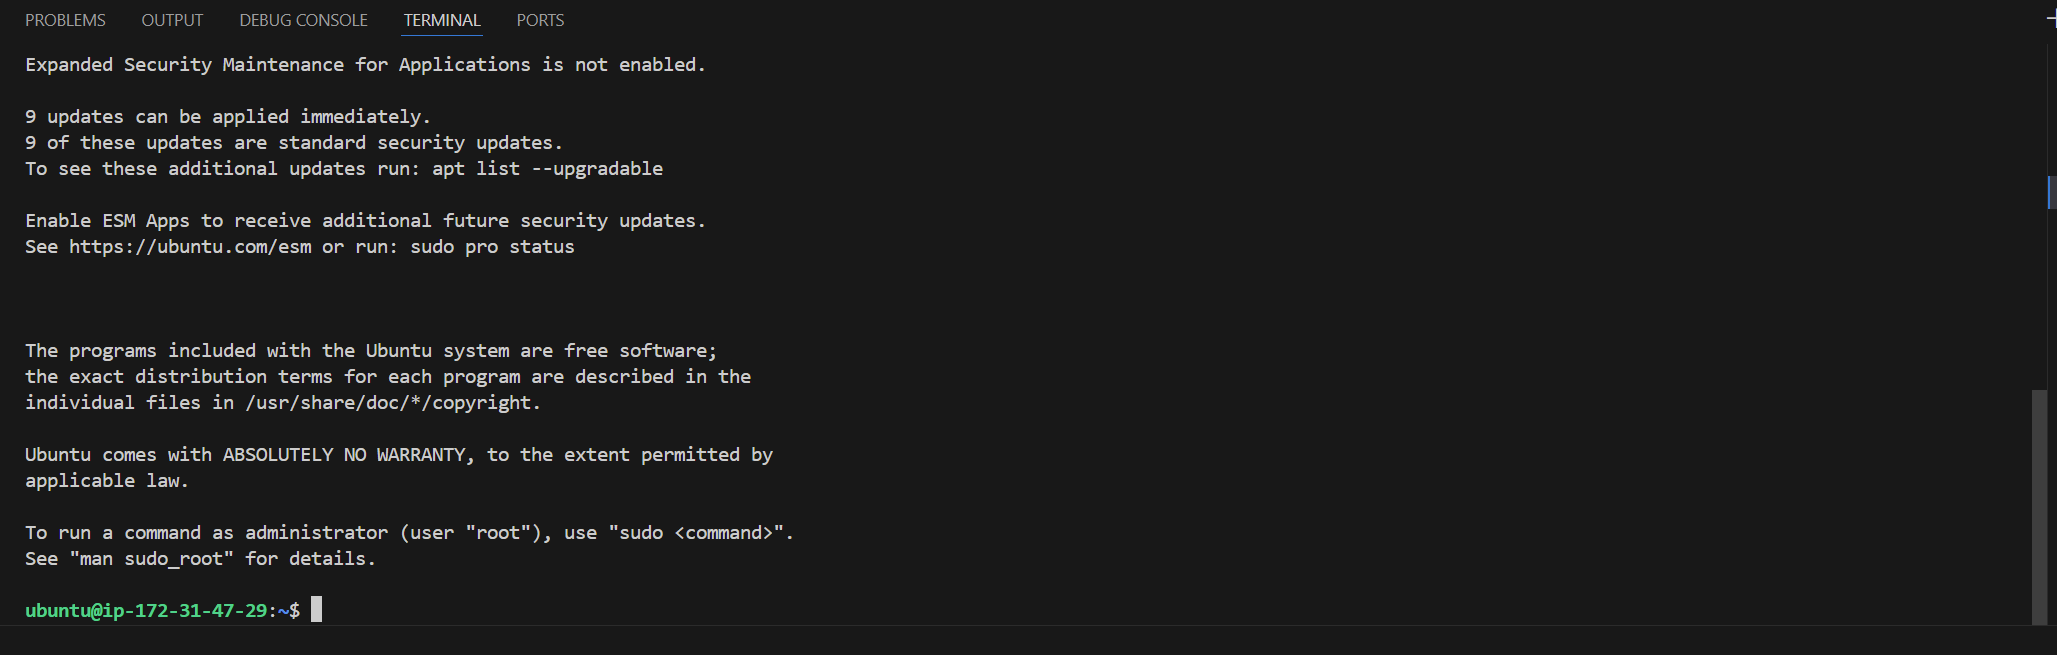 PROBLEMS OUTPUT DEBUG CONSOLE TERMINAL PORTS
Expanded Security Maintenance for Applications is not enabled.
9 updates can be applied immediately.
9 of these updates are standard security updates.
To see these additional updates run: apt list --upgradable
Enable ESM Apps to receive additional future security updates.
See https://ubuntu.com/esm or run: sudo pro status
The programs included with the Ubuntu system are free software;
the exact distribution terms for each program are described in the
individual files in /usr/share/doc/*/copyright.
Ubuntu comes with ABSOLUTELY NO WARRANTY, to the extent permitted by
applicable law.
To run a command as administrator (user "root"), use "sudo <command>".
See "man sudo_root" for details.
ubuntu@ip-172-31-47-29:~$